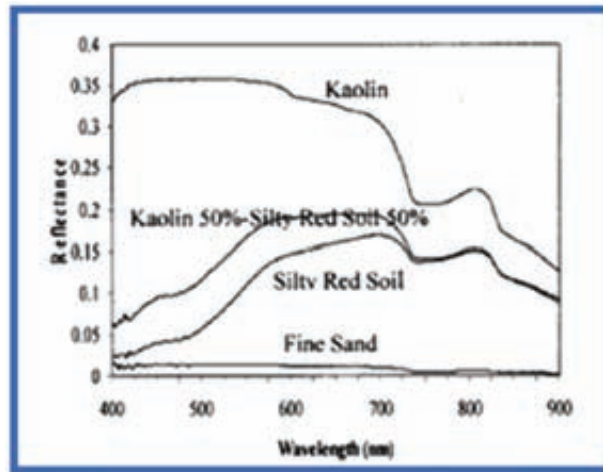 0.4
0.35
Kaolin
0.3
0.25
Reflectance
0.2
Kaolin 50%-Silty Red Soil 50%
0.15
Siltv Red Soil
0.1
0.05
Fine Sand
0
400 500 600 700 800 900
Wavelength (nm)